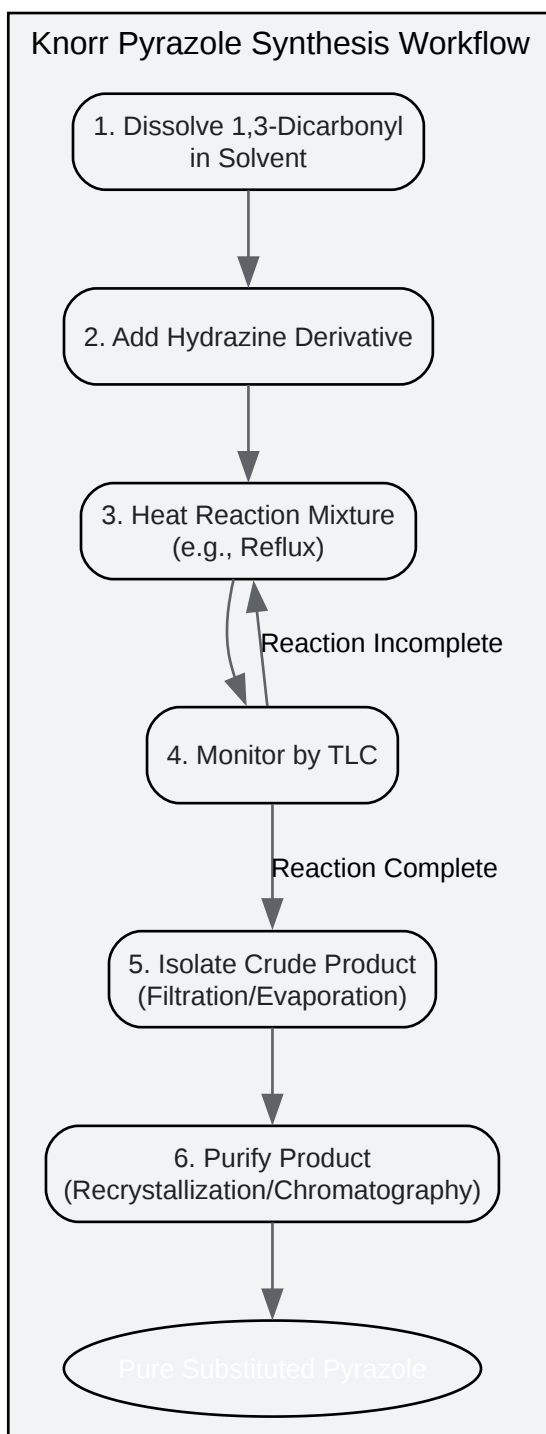 Knorr Pyrazole Synthesis Workflow
1. Dissolve 1,3-Dicarbonyl
in Solvent
2. Add Hydrazine Derivative
3. Heat Reaction Mixture
(e.g., Reflux)
Reaction Incomplete
4. Monitor by TLC
Reaction Complete
5. Isolate Crude Product
(Filtration/Evaporation)
6. Purify Product
(Recrystallization/Chromatography)
Pure Substituted Pyrazole